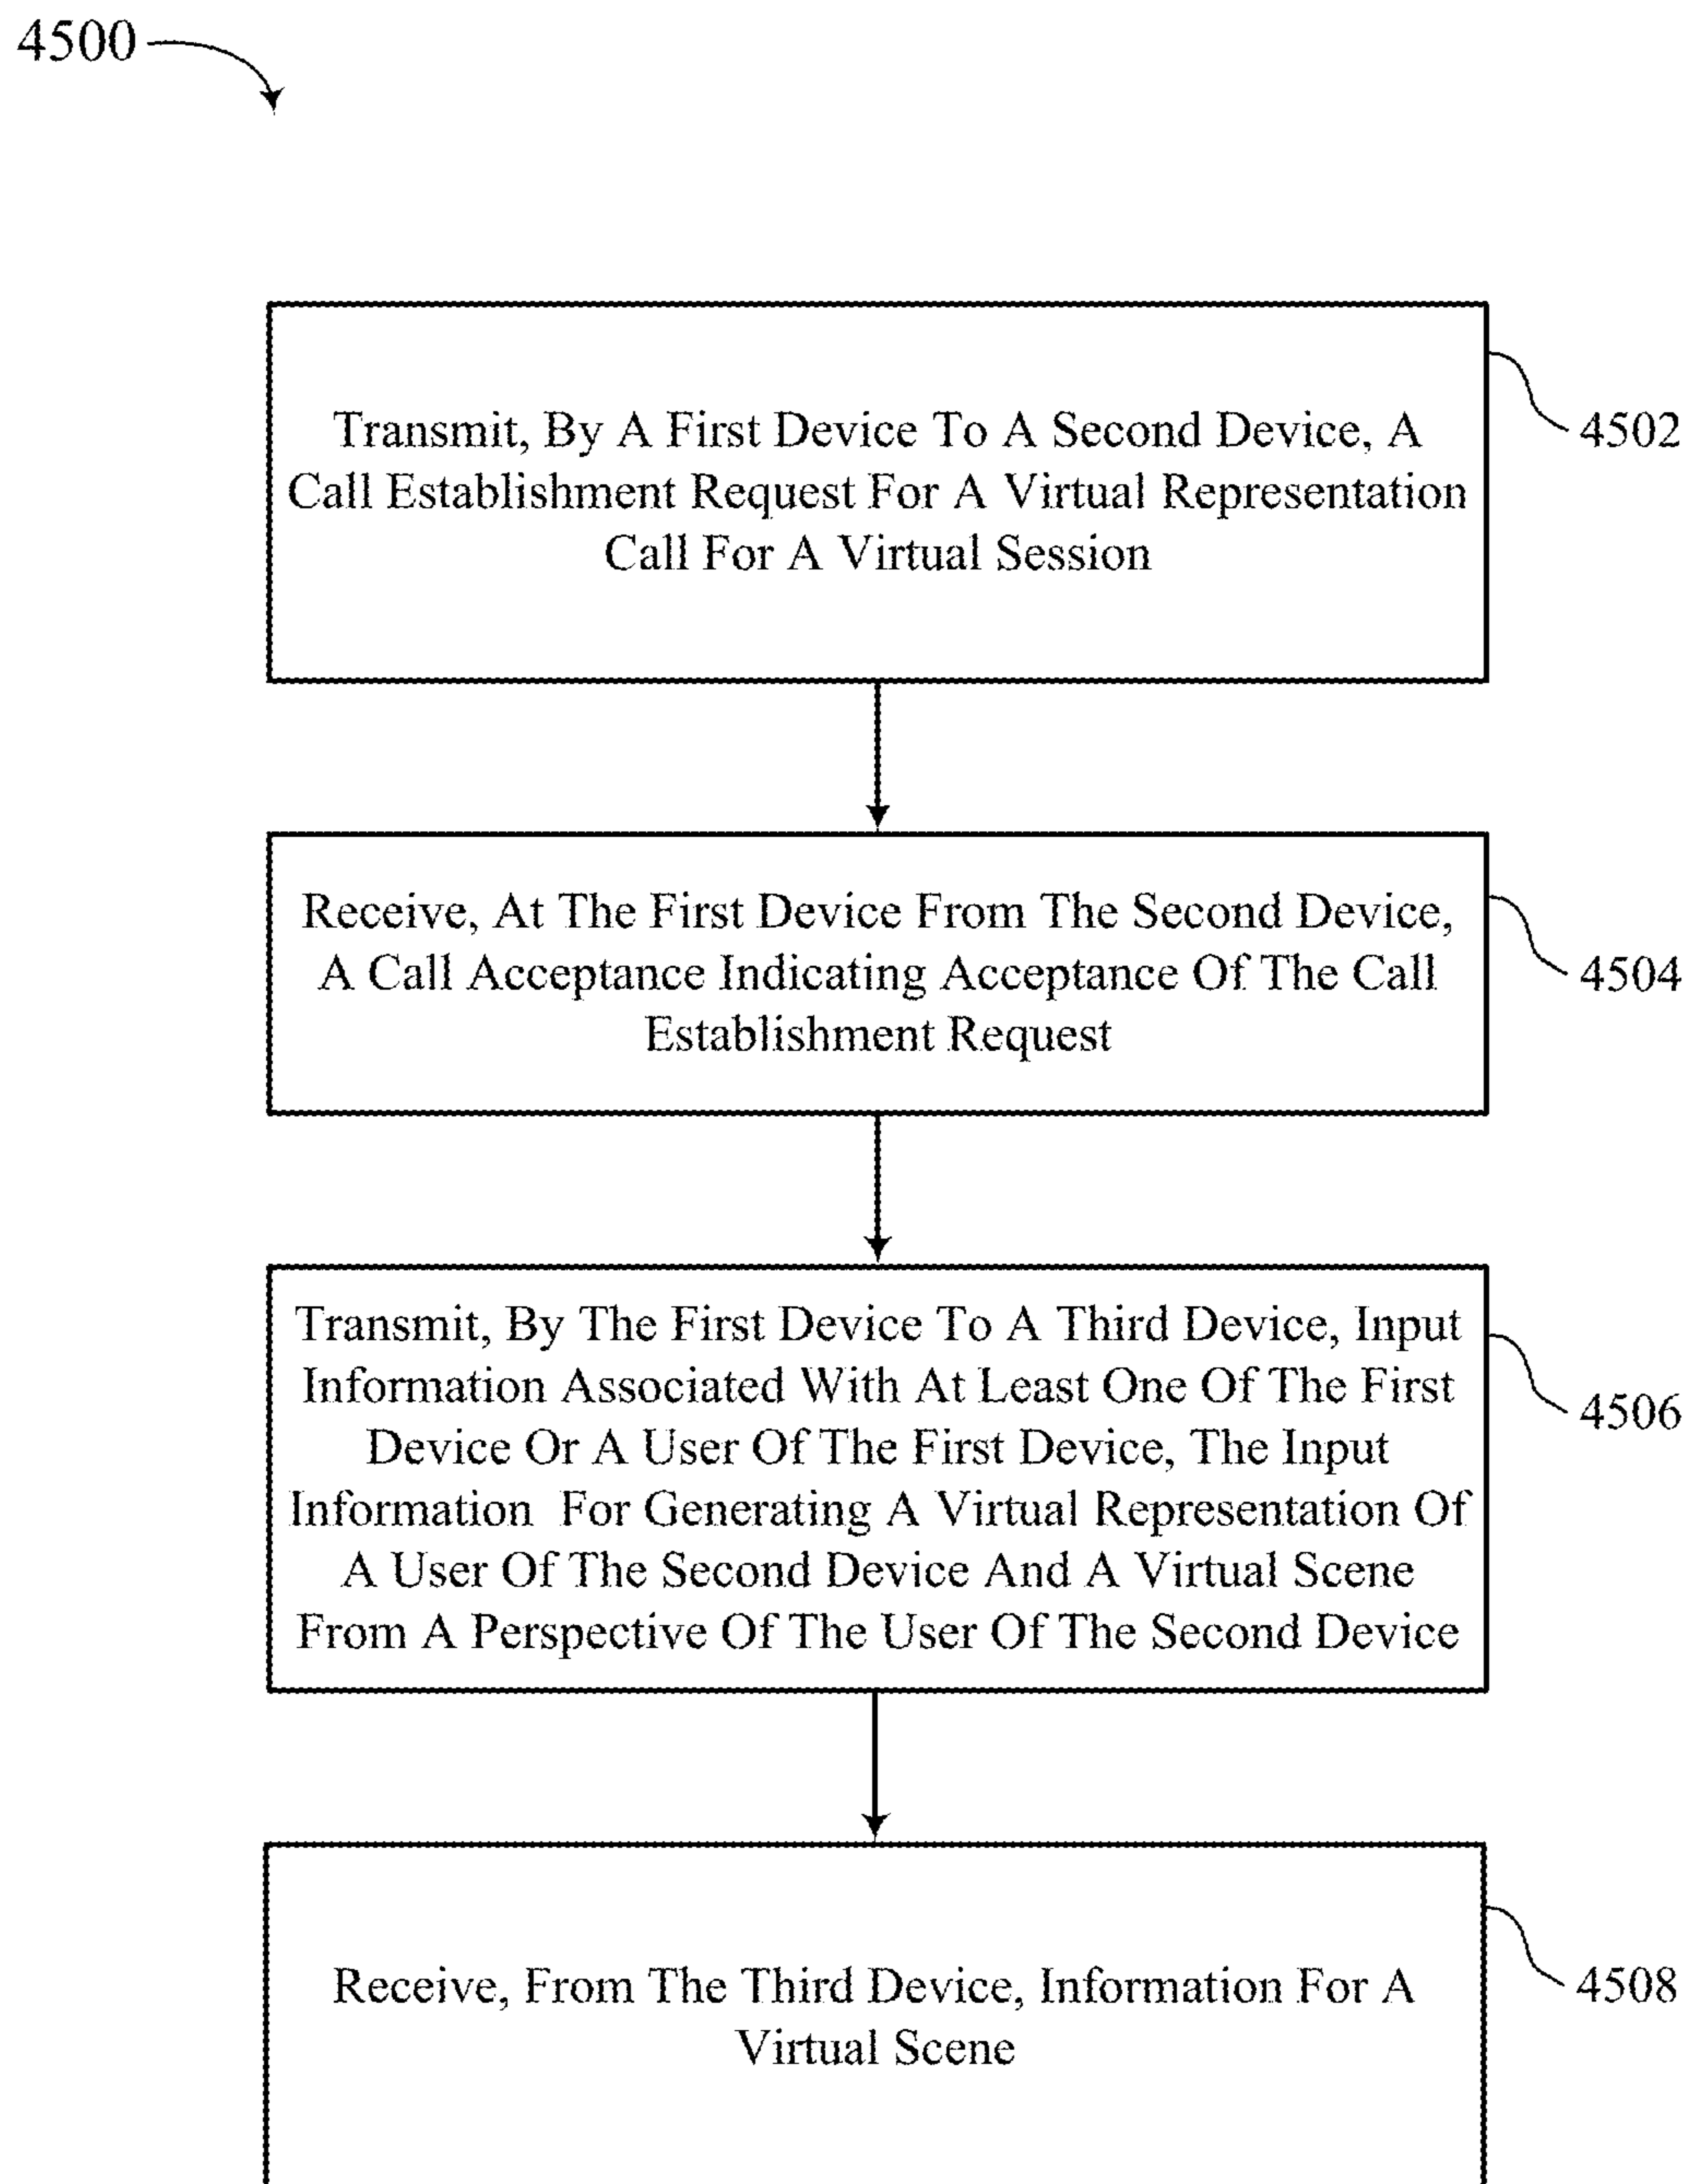 4500
Transmit, By A First Device To A Second Device, A
Call Establishment Request For A Virtual Representation
Call For A Virtual Session
4502
Receive, At The First Device From The Second Device,
A Call Acceptance Indicating Acceptance Of The Call
Establishment Request
4504
Transmit, By The First Device To A Third Device, Input
Information Associated With At Least One Of The First
Device Or A User Of The First Device, The Input
Information For Generating A Virtual Representation Of
A User Of The Second Device And A Virtual Scene
From A Perspective Of The User Of The Second Device
4506
Receive, From The Third Device, Information For A
Virtual Scene
4508